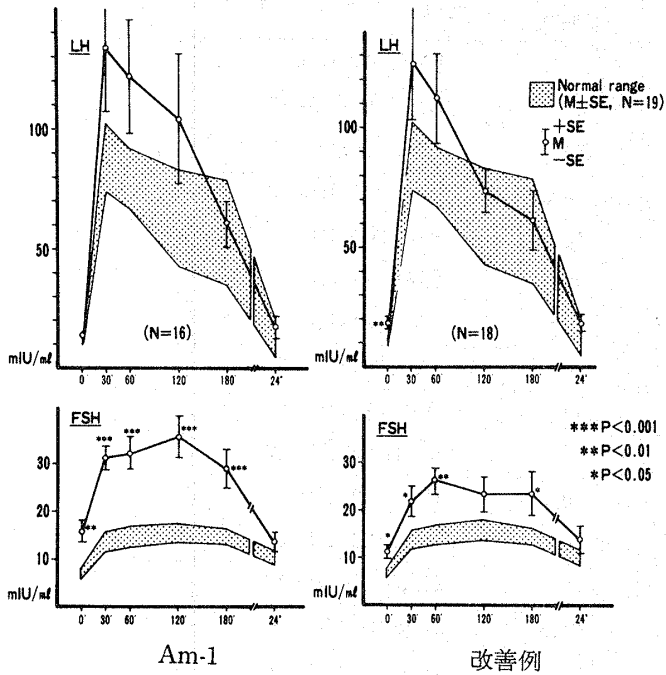 LH
100
50
mIU/ml
(N=16)
0'
30'
60'
120'
180'
24°
LH
100
50
mIU/ml
**
(N=18)
0'
30'
60'
120'
180'
24°
Normal range
(M±SE, N=19)
+SE
M
−SE
FSH
30
20
10
mIU/ml
**
***
***
***
***
0'
30'
60'
120'
180'
24°
Am-1
FSH
30
20
10
mIU/ml
*
*
**
*
0'
30'
60'
120'
180'
24°
改善例
***P<0.001
**P<0.01
*P<0.05